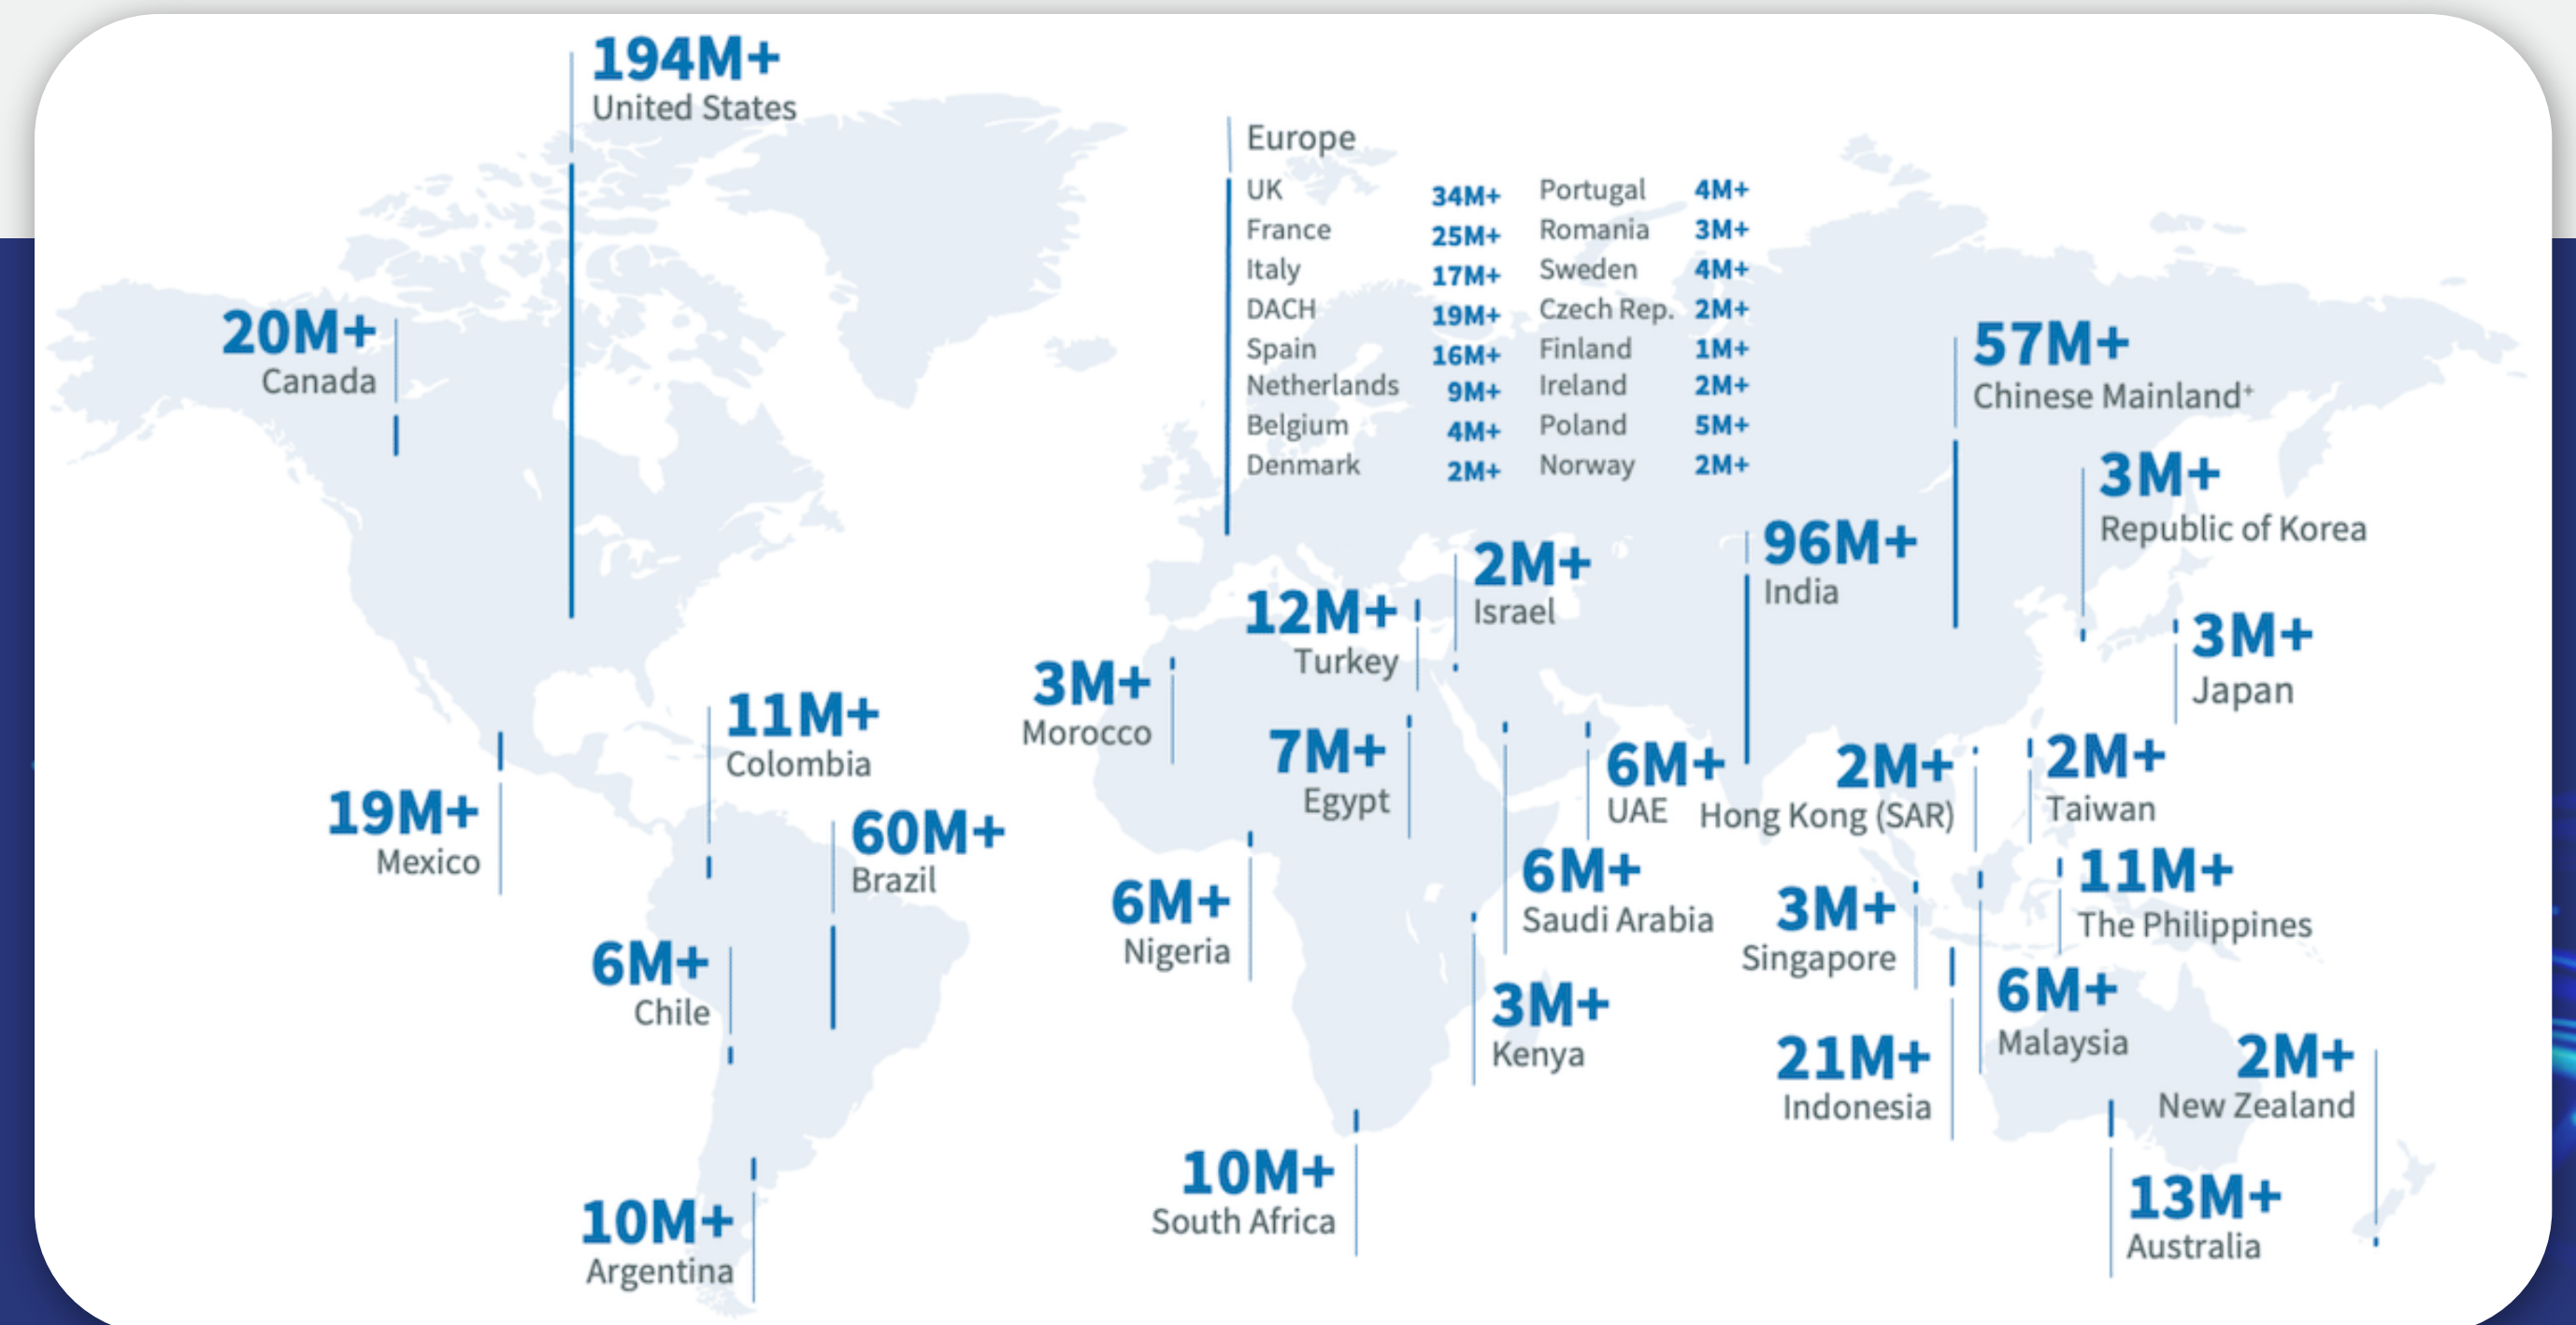 194M+
United States
20M+
Canada
Europe
UK 34M+ Portugal 4M+
France 25M+ Romania 3M+
Italy 17M+ Sweden 4M+
DACH 19M+ Czech Rep. 2M+
Spain 16M+ Finland 1M+
Netherlands 9M+ Ireland 2M+
Belgium 4M+ Poland 5M+
Denmark 2M+ Norway 2M+
57M+
Chinese Mainland+
3M+
Republic of Korea
96M+
India
2M+
Israel
12M+
Turkey
3M+
Japan
3M+
Morocco
11M+
Colombia
7M+
Egypt
6M+
UAE
2M+
Hong Kong (SAR)
2M+
Taiwan
19M+
Mexico
60M+
Brazil
6M+
Nigeria
6M+
Saudi Arabia
3M+
Singapore
11M+
The Philippines
6M+
Chile
3M+
Kenya
6M+
Malaysia
21M+
Indonesia
2M+
New Zealand
10M+
South Africa
10M+
Argentina
13M+
Australia